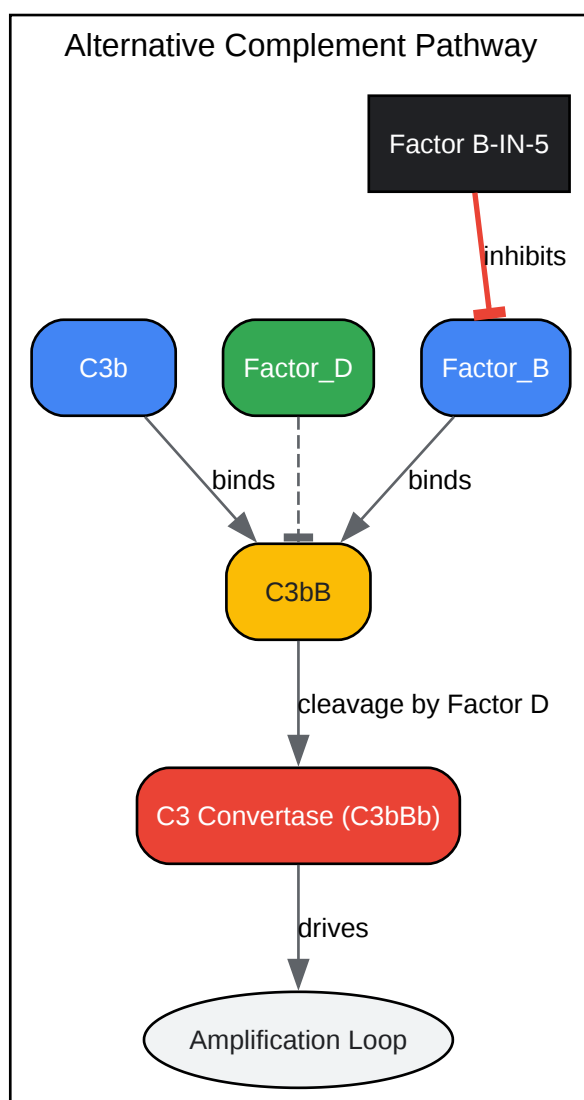 Alternative Complement Pathway
Factor B-IN-5
inhibits
C3b
Factor_D
Factor_B
binds
binds
C3bB
cleavage by Factor D
C3 Convertase (C3bBb)
drives
Amplification Loop